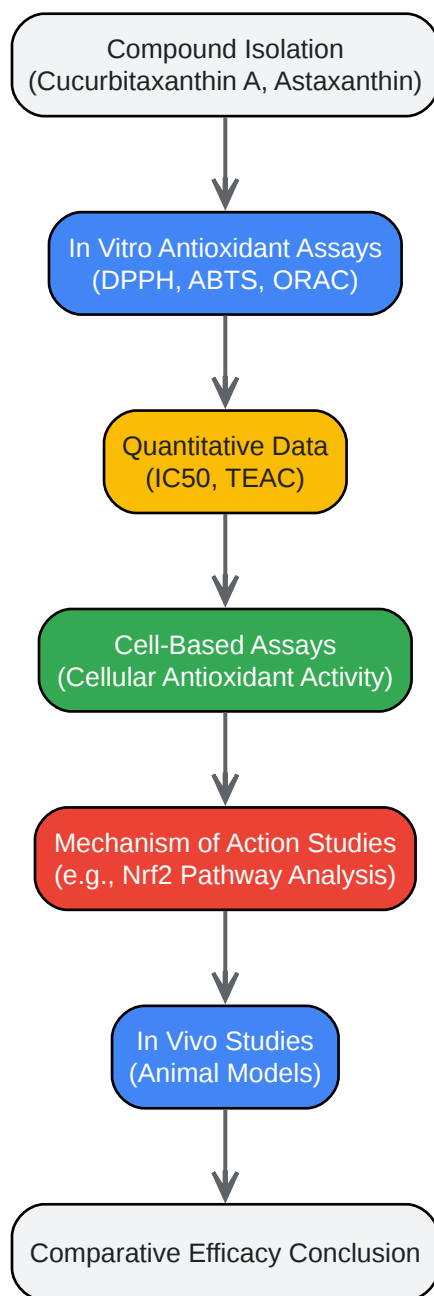 Compound Isolation
(Cucurbitaxanthin A, Astaxanthin)
In Vitro Antioxidant Assays
(DPPH, ABTS, ORAC)
Quantitative Data
(IC50, TEAC)
Cell-Based Assays
(Cellular Antioxidant Activity)
Mechanism of Action Studies
(e.g., Nrf2 Pathway Analysis)
In Vivo Studies
(Animal Models)
Comparative Efficacy Conclusion